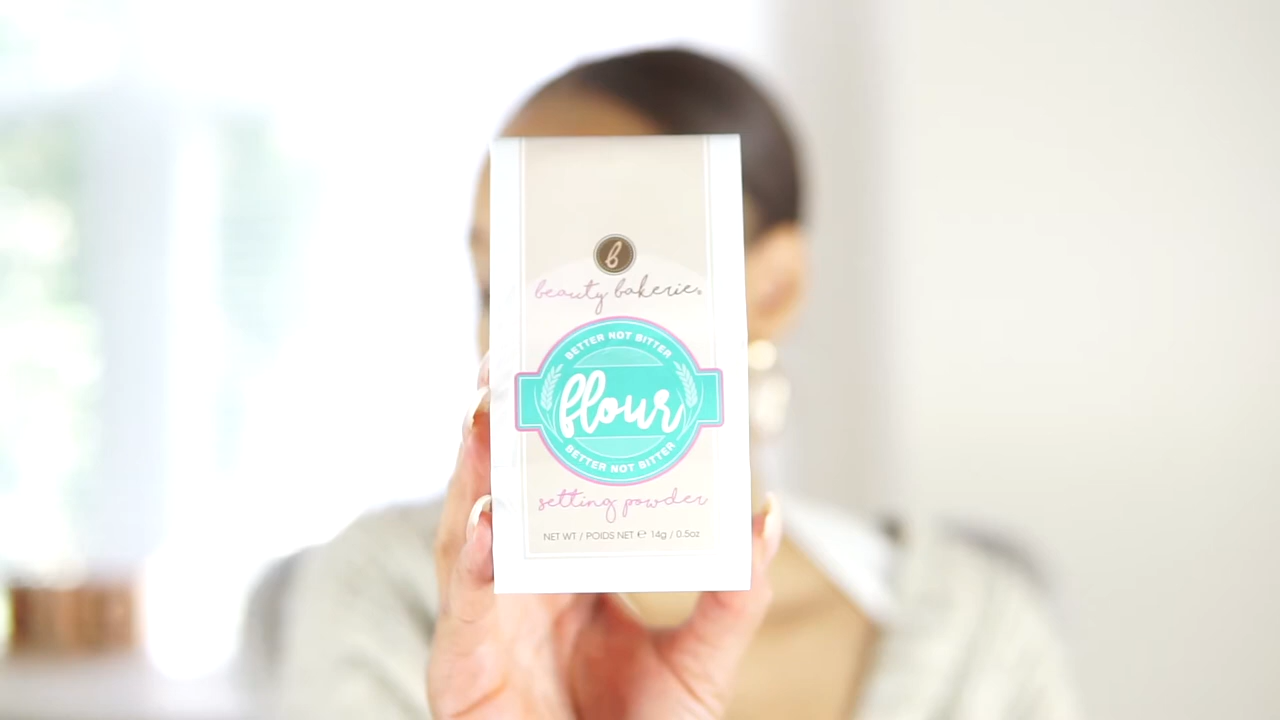 b
beauty bakerie®
BETTER NOT BITTER
flour
BETTER NOT BITTER
setting powder
NET WT / POIDS NET ℮ 14g / 0.5oz